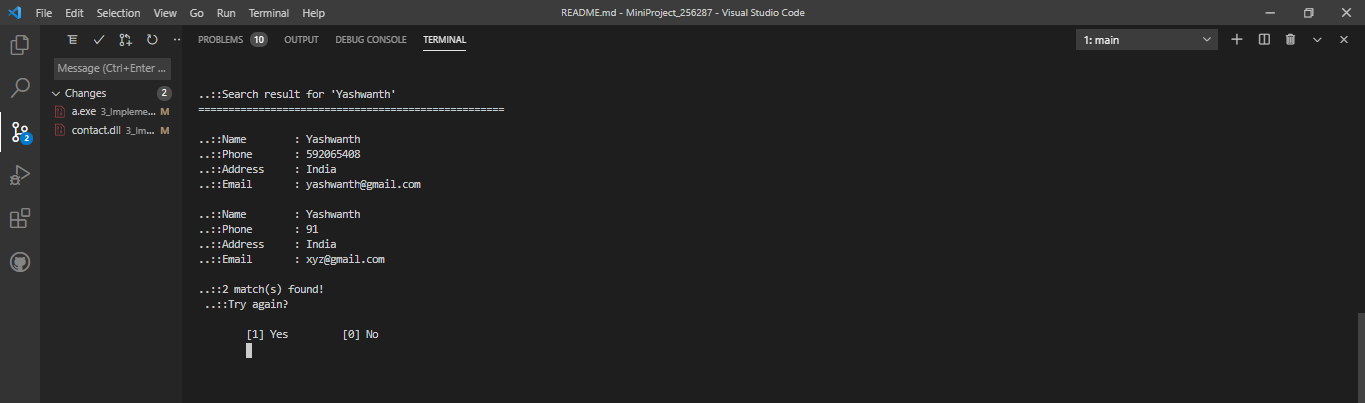 File Edit Selection View Go Run Terminal Help
README.md - MiniProject_256287 - Visual Studio Code
PROBLEMS 10 OUTPUT DEBUG CONSOLE TERMINAL
1: main
Message (Ctrl+Enter ...
Changes 2
a.exe 3_Impleme... M
contact.dll 3_Im... M
2
..::Search result for 'Yashwanth'
===================================================
..::Name : Yashwanth
..::Phone : 592065408
..::Address : India
..::Email : yashwanth@gmail.com
..::Name : Yashwanth
..::Phone : 91
..::Address : India
..::Email : xyz@gmail.com
..::2 match(s) found!
..::Try again?
[1] Yes [0] No